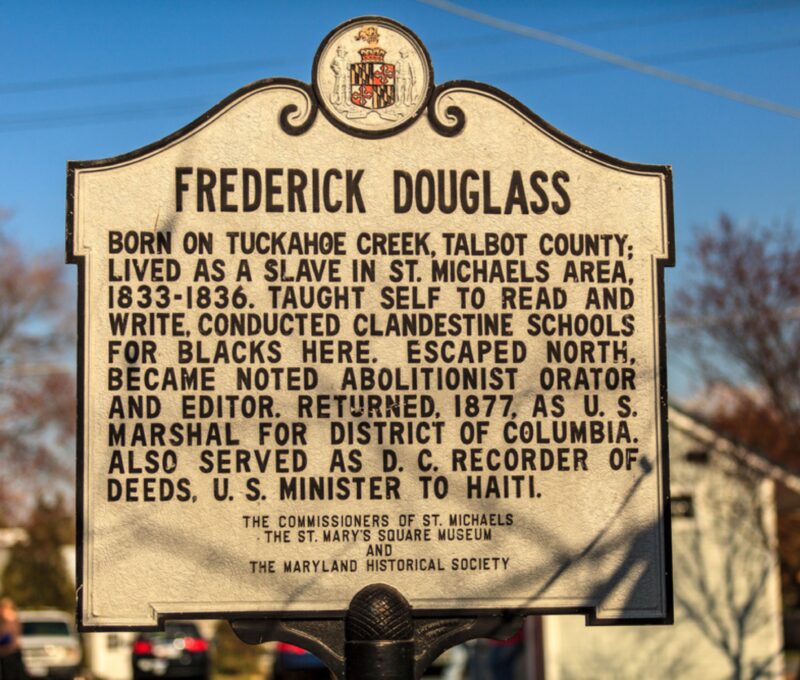 FREDERICK DOUGLASS
BORN ON TUCKAHOE CREEK, TALBOT COUNTY;
LIVED AS A SLAVE IN ST. MICHAELS AREA,
1833-1836. TAUGHT SELF TO READ AND
WRITE, CONDUCTED CLANDESTINE SCHOOLS
FOR BLACKS HERE. ESCAPED NORTH,
BECAME NOTED ABOLITIONIST ORATOR
AND EDITOR. RETURNED, 1877, AS U. S.
MARSHAL FOR DISTRICT OF COLUMBIA.
ALSO SERVED AS D. C. RECORDER OF
DEEDS, U. S. MINISTER TO HAITI.
THE COMMISSIONERS OF ST. MICHAELS
THE ST. MARY'S SQUARE MUSEUM
AND
THE MARYLAND HISTORICAL SOCIETY